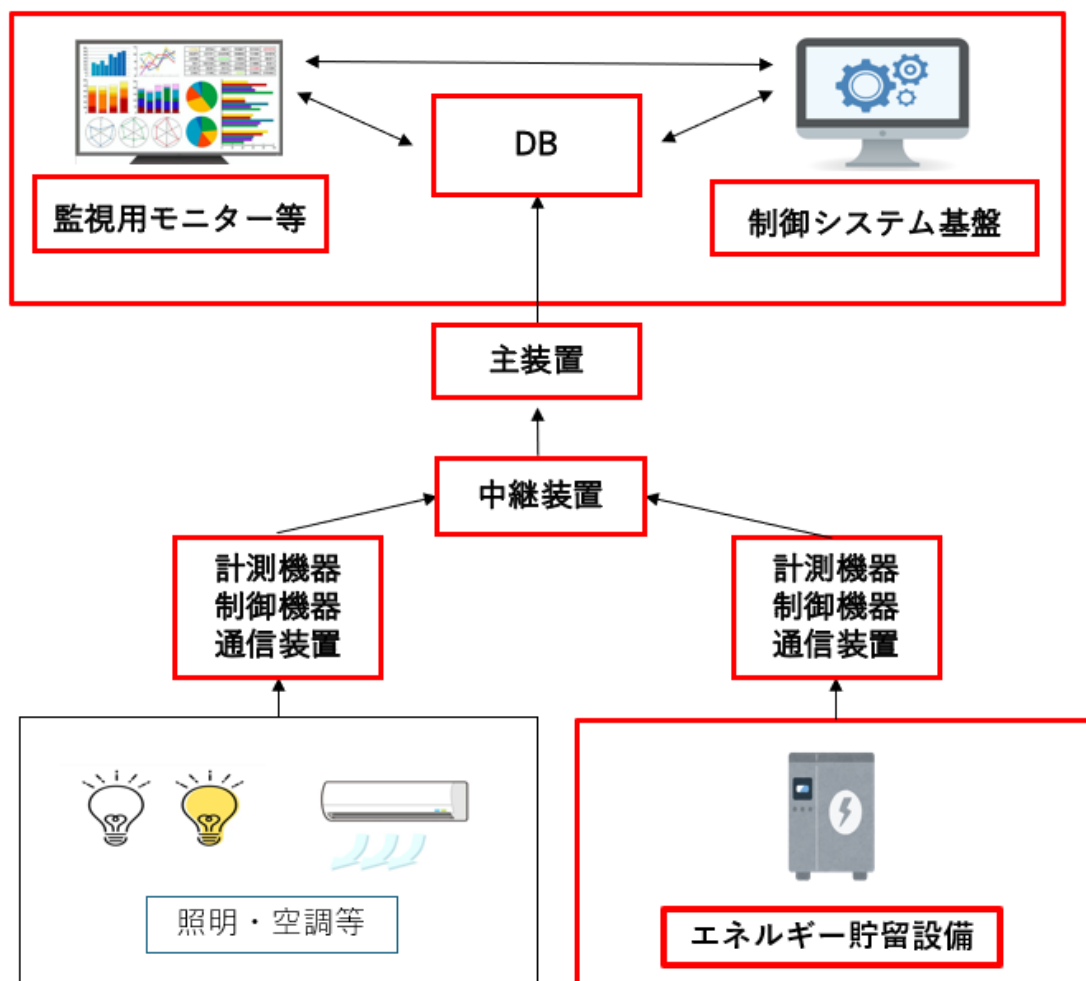 DB
監視用モニター等
制御システム基盤
主装置
中継装置
計測機器
制御機器
通信装置
計測機器
制御機器
通信装置
照明・空調等
エネルギー貯留設備